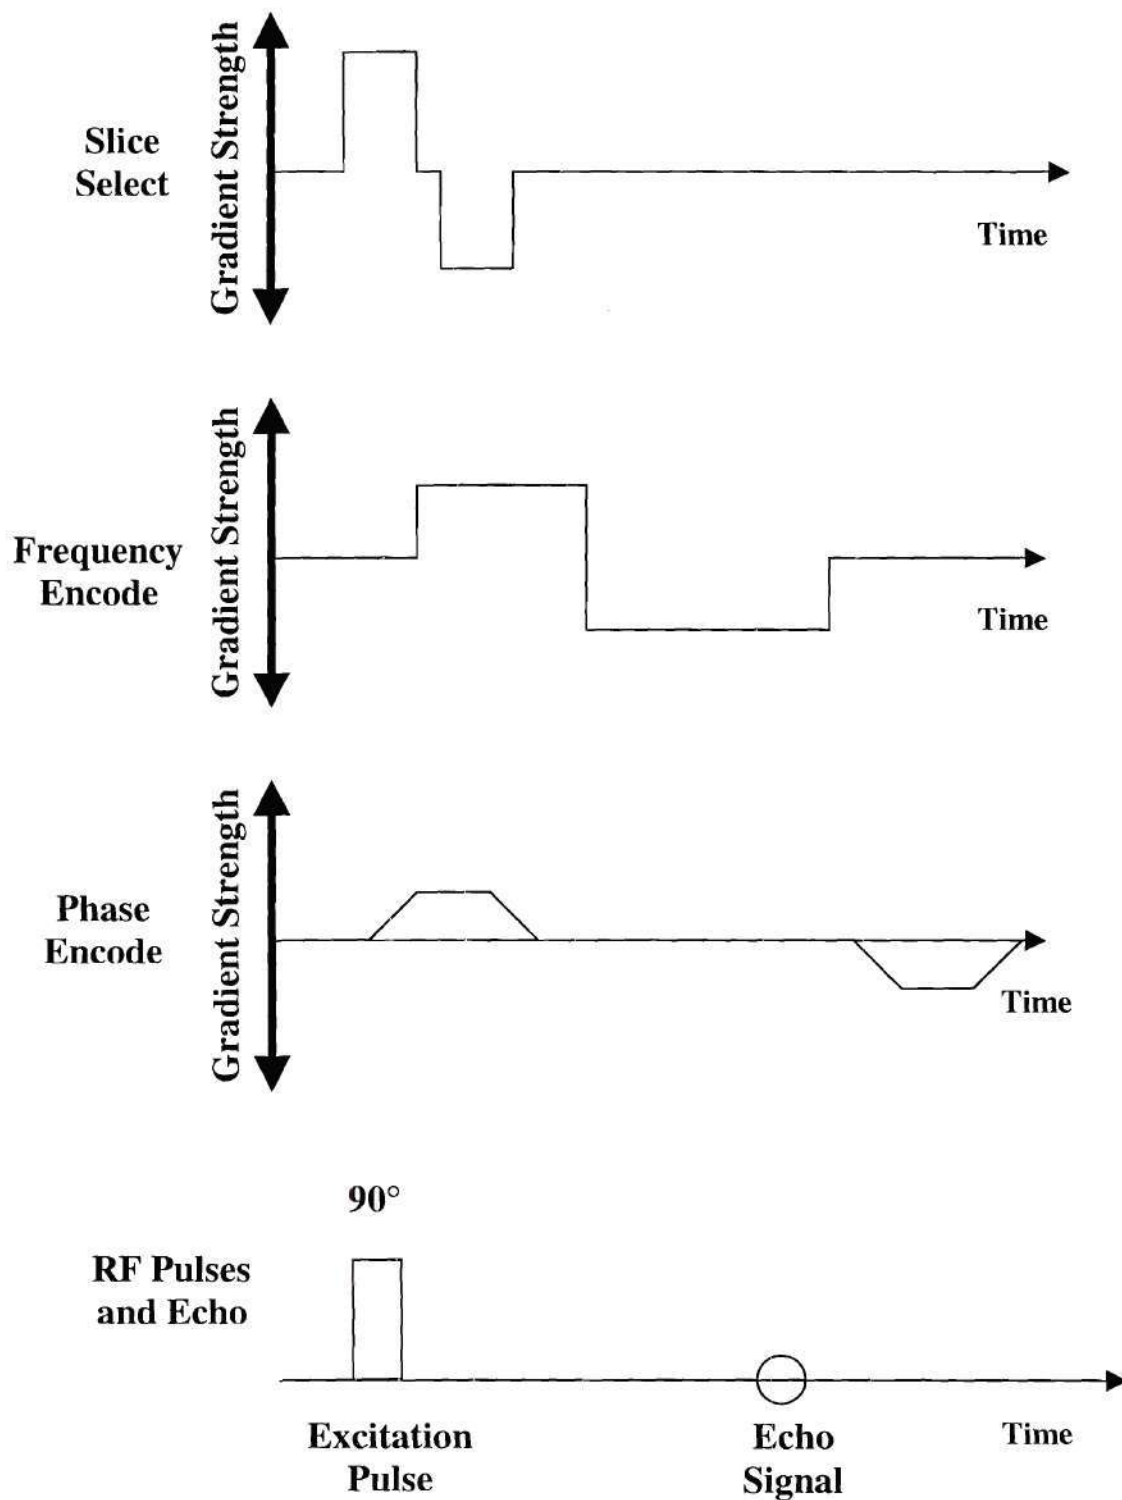 Slice
Select
Gradient Strength
Time
Frequency
Encode
Gradient Strength
Time
Phase
Encode
Gradient Strength
Time
90°
RF Pulses
and Echo
Excitation
Pulse
Echo
Signal
Time